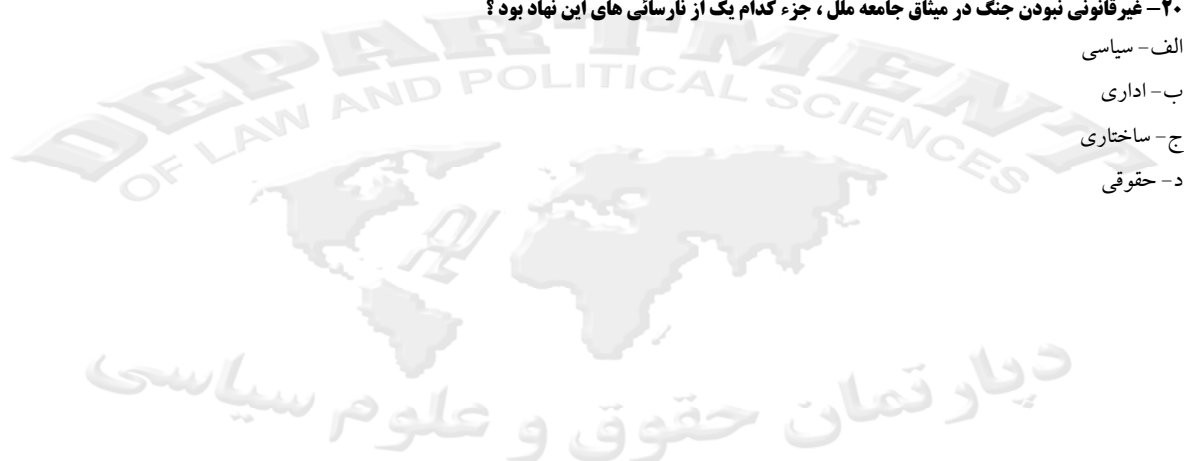 ۲۰- غیرقانونی نبودن جنگ در میثاق جامعه ملل ، جزء کدام یک از نارسائی های این نهاد بود ؟
الف- سیاسی
ب- اداری
ج- ساختاری
د- حقوقی
DEPARTMENT
OF LAW AND POLITICAL SCIENCES
دپارتمان حقوق و علوم سیاسی